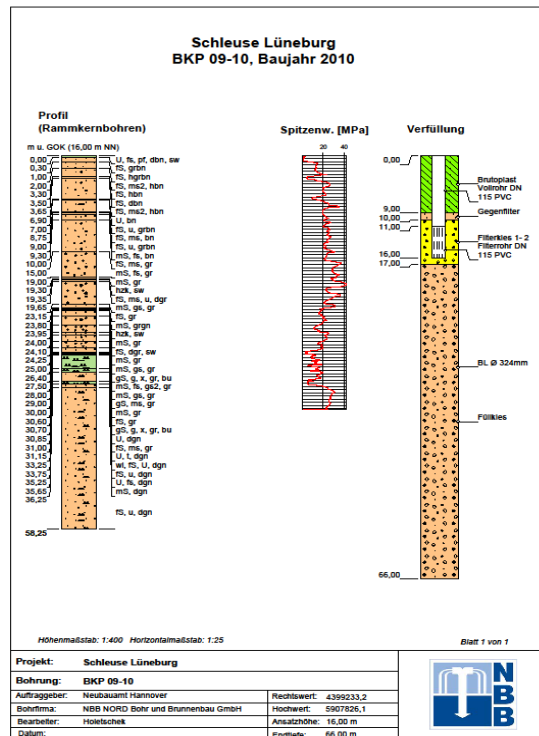 Schleuse Lüneburg
BKP 09-10, Baujahr 2010
Profil
(Rammkernbohren)
Spitzenw. [MPa]
Verfüllung
m u. GOK (16,00 m NN)
20 40
0,00
0,30
1,00
2,00
3,30
3,50
3,65
6,90
7,00
8,75
9,00
9,30
10,00
15,00
19,00
19,30
19,35
19,65
23,15
23,80
23,95
24,00
24,10
24,25
25,00
26,40
27,50
28,00
29,00
30,00
30,60
30,70
30,85
31,00
31,15
33,25
33,75
35,25
35,65
36,25
58,25
U, fs, pf, dbn, sw
fS, grbn
fS, hgrbn
fS, ms2, hbn
fS, hbn
fS, dbn
fS, ms2, hbn
U, bn
fS, u, grbn
fS, ms, bn
fS, u, grbn
mS, fs, bn
fS, ms, gr
mS, fs, gr
mS, gr
hzk, sw
fS, ms, u, dgr
mS, gs, gr
fS, gr
mS, grgn
hzk, sw
mS, gr
fS, dgr, sw
mS, gr
mS, gs, gr
gS, g, x, gr, bu
mS, fs, gs2, gr
mS, gs, gr
gS, ms, gr
mS, gr
fS, gr
gS, g, x, gr, bu
U, dgn
fS, ms, gr
U, t, dgn
wl, fS, U, dgn
fS, u, dgn
U, fs, dgn
mS, dgn
fS, u, dgn
0,00
9,00
10,00
11,00
16,00
17,00
66,00
Brutoplast
Vollrohr DN
115 PVC
Gegenfilter
Filterkies 1- 2
Filterrohr DN
115 PVC
BL Ø 324mm
Füllkies
Höhenmaßstab: 1:400 Horizontalmaßstab: 1:25
Blatt 1 von 1
Projekt: Schleuse Lüneburg
Bohrung: BKP 09-10
Auftraggeber: Neubauamt Hannover Rechtswert: 4399233,2
Bohrfirma: NBB NORD Bohr und Brunnenbau GmbH Hochwert: 5907826,1
Bearbeiter: Holetschek Ansatzhöhe: 16,00 m
Datum: Endtiefe: 66,00 m
NBB